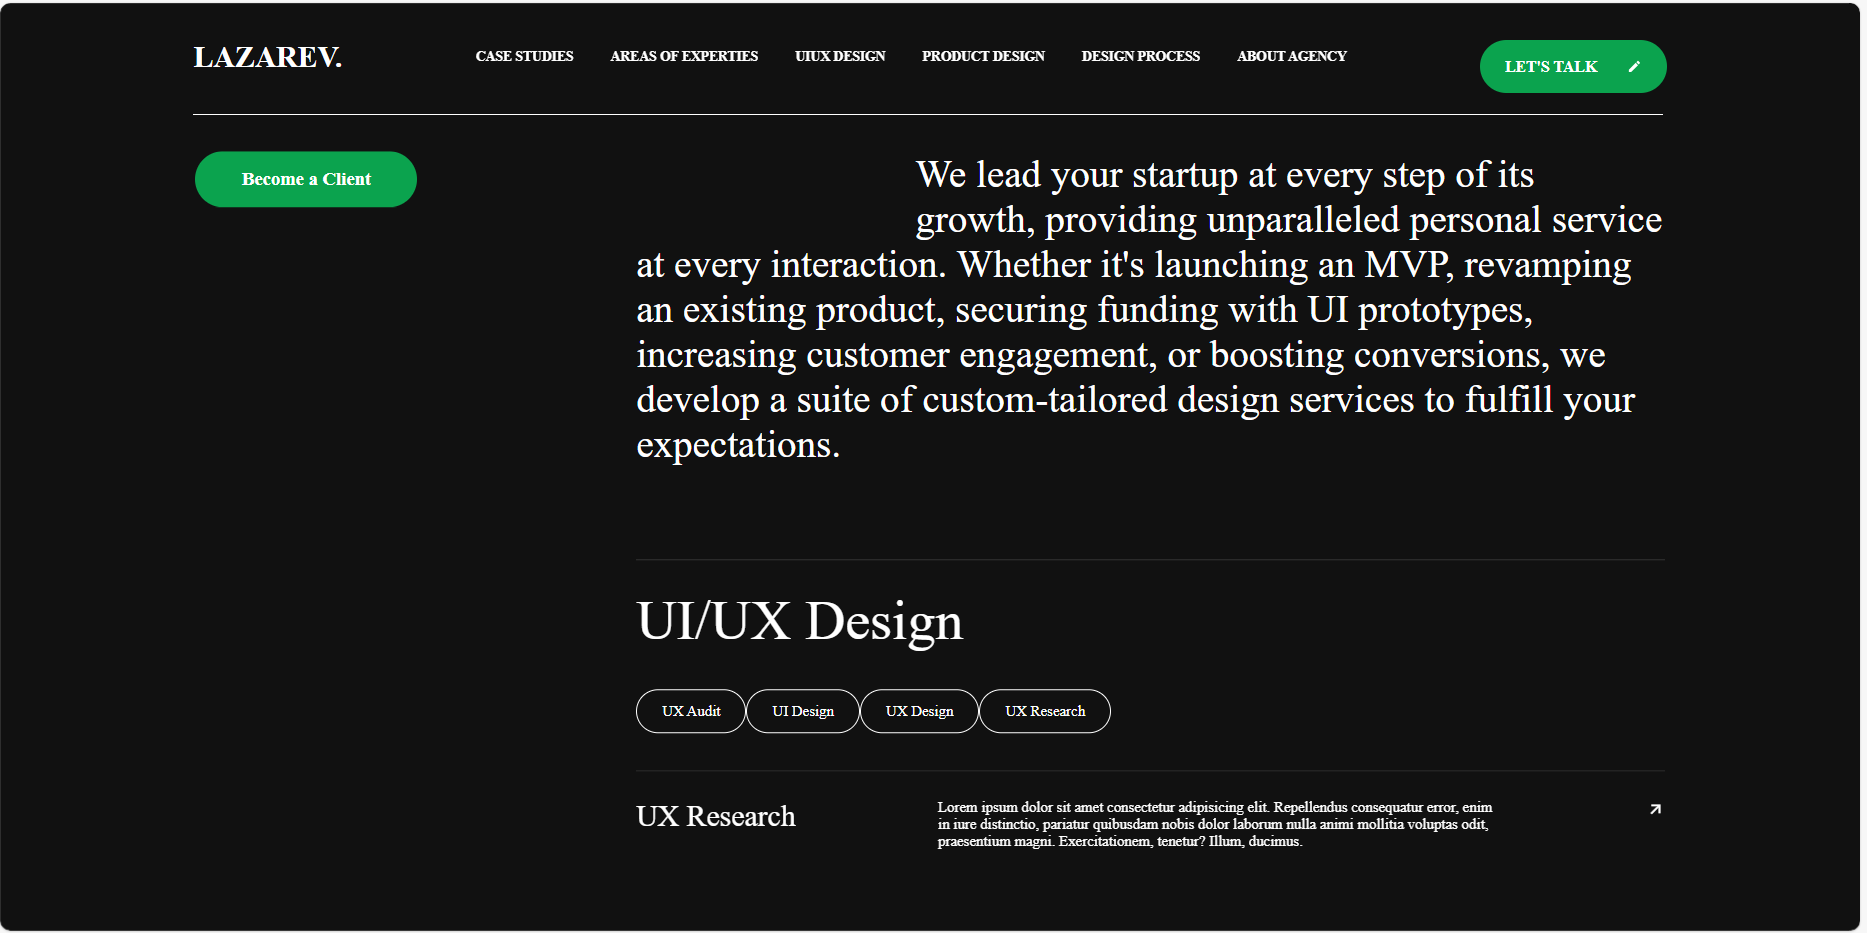 LAZAREV.
CASE STUDIES
AREAS OF EXPERTIES
UIUX DESIGN
PRODUCT DESIGN
DESIGN PROCESS
ABOUT AGENCY
LET'S TALK
Become a Client
We lead your startup at every step of its
growth, providing unparalleled personal service
at every interaction. Whether it's launching an MVP, revamping
an existing product, securing funding with UI prototypes,
increasing customer engagement, or boosting conversions, we
develop a suite of custom-tailored design services to fulfill your
expectations.
UI/UX Design
UX Audit
UI Design
UX Design
UX Research
UX Research
Lorem ipsum dolor sit amet consectetur adipisicing elit. Repellendus consequatur error, enim
in iure distinctio, pariatur quibusdam nobis dolor laborum nulla animi mollitia voluptas odit,
praesentium magni. Exercitationem, tenetur? Illum, ducimus.